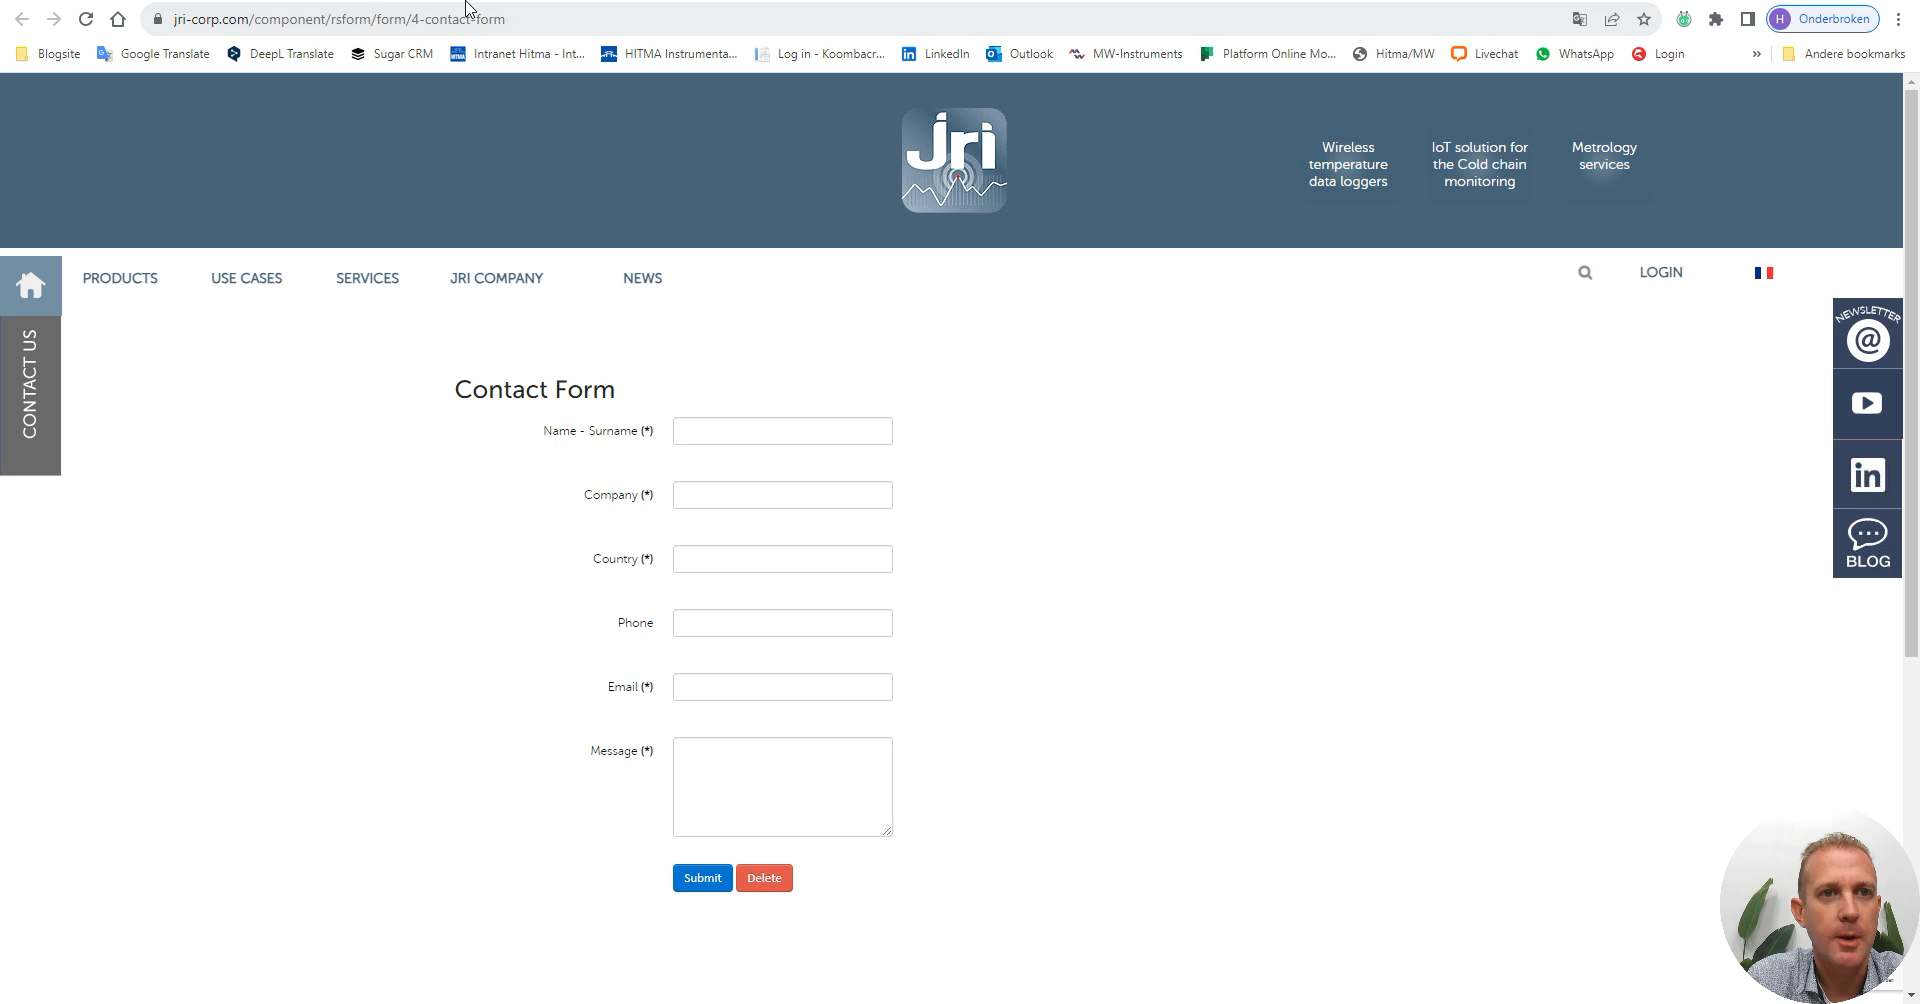 jri-corp.com/component/rsform/form/4-contact-form
H Onderbroken
Blogsite Google Translate DeepL Translate Sugar CRM Intranet Hitma - Int... HITMA Instrumenta... Log in - Koombacr... LinkedIn Outlook MW-Instruments Platform Online Mo... Hitma/MW Livechat WhatsApp Login » Andere bookmarks
jri
Wireless
temperature
data loggers
IoT solution for
the Cold chain
monitoring
Metrology
services
PRODUCTS USE CASES SERVICES JRI COMPANY NEWS LOGIN
CONTACT US
NEWSLETTER
@
in
BLOG
Contact Form
Name - Surname (*)
Company (*)
Country (*)
Phone
Email (*)
Message (*)
Submit Delete